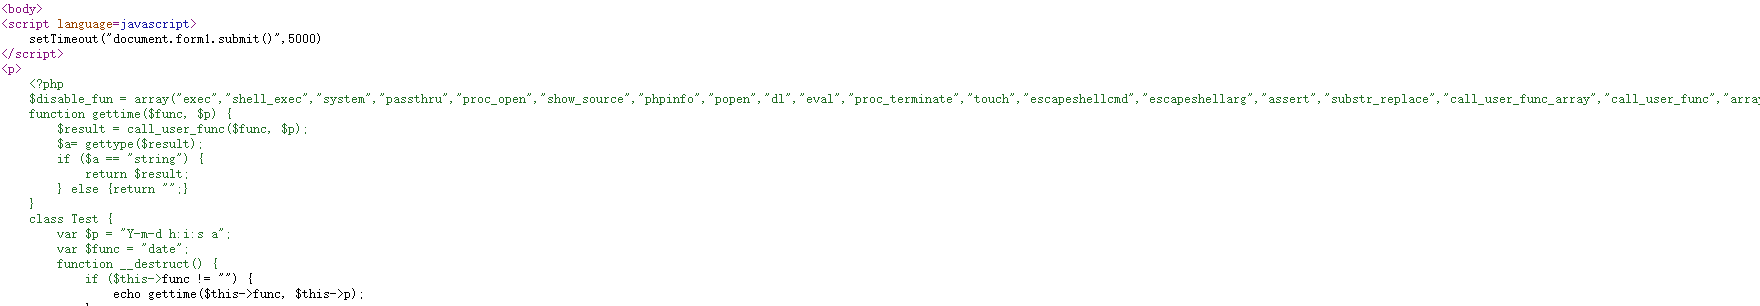 <body>
<script language=javascript>
    setTimeout("document.form1.submit()",5000)
</script>
<p>
    <?php
    $disable_fun = array("exec","shell_exec","system","passthru","proc_open","show_source","phpinfo","popen","dl","eval","proc_terminate","touch","escapeshellcmd","escapeshellarg","assert","substr_replace","call_user_func_array","call_user_func","array
    function gettime($func, $p) {
        $result = call_user_func($func, $p);
        $a= gettype($result);
        if ($a == "string") {
            return $result;
        } else {return "";}
    }
    class Test {
        var $p = "Y-m-d h:i:s a";
        var $func = "date";
        function __destruct() {
            if ($this->func != "") {
                echo gettime($this->func, $this->p);